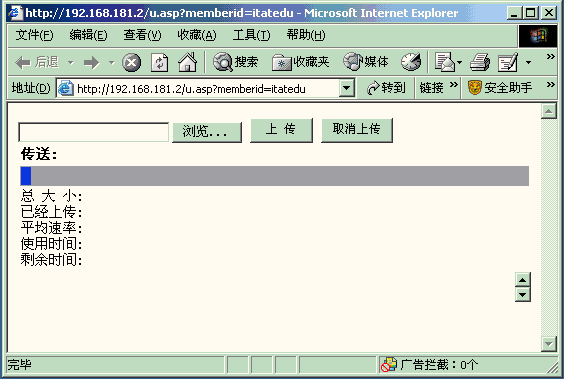 http://192.168.181.2/u.asp?memberid=itatedu - Microsoft Internet Explorer
文件(F) 编辑(E) 查看(V) 收藏(A) 工具(T) 帮助(H)
后退 搜索 收藏夹 媒体 »
地址(D) http://192.168.181.2/u.asp?memberid=itatedu 转到 链接 » 安全助手 »
浏览... 上 传 取消上传
传送:
总 大 小:
已经上传:
平均速率:
使用时间:
剩余时间:
完毕 广告拦截：0个